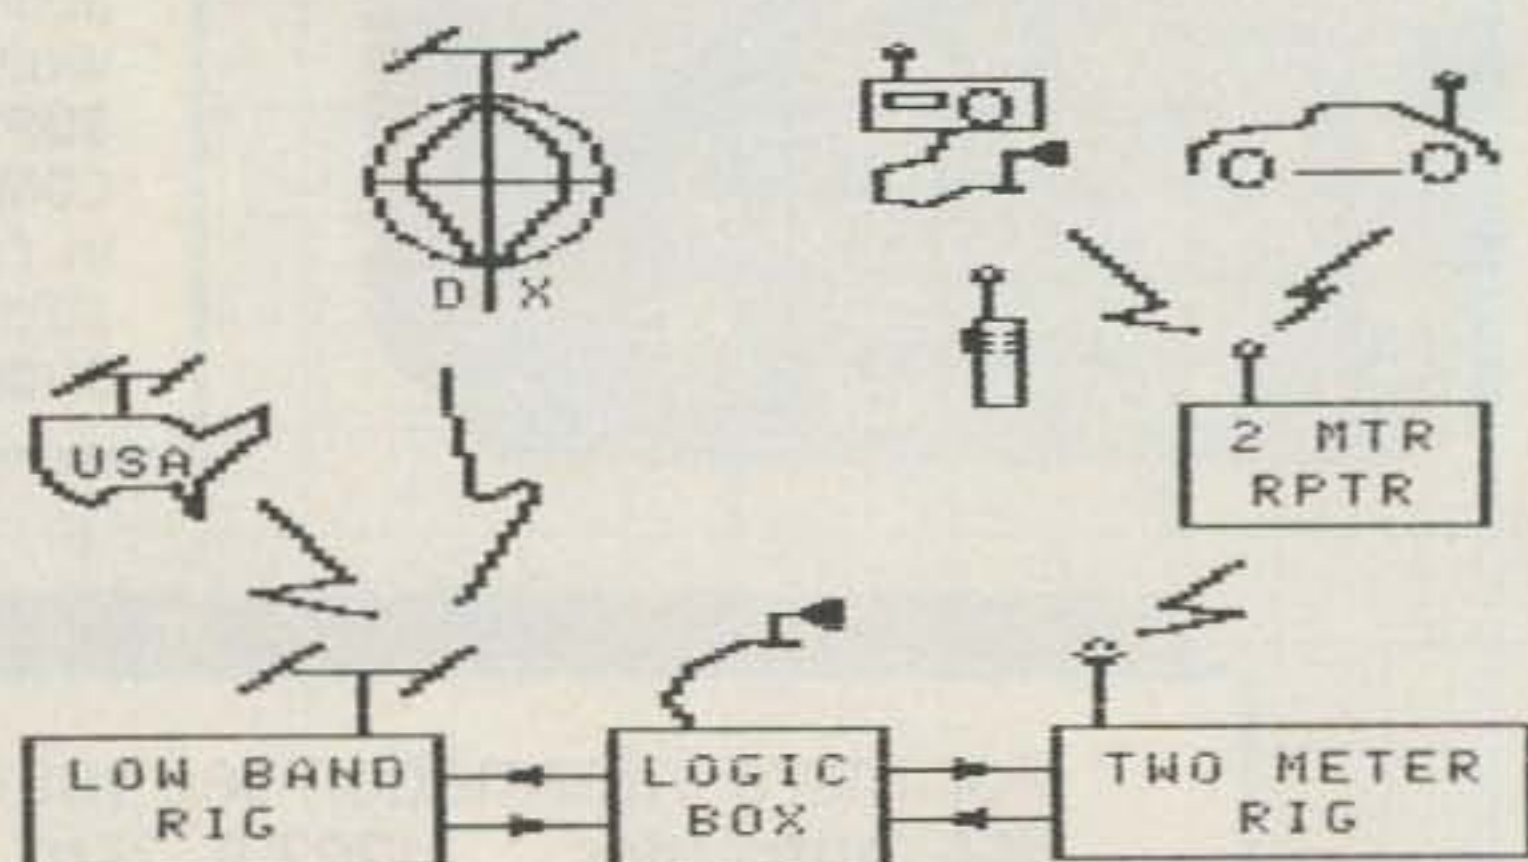 D X
USA
2 MTR
RPTR
LOW BAND
RIG
LOGIC
BOX
TWO METER
RIG